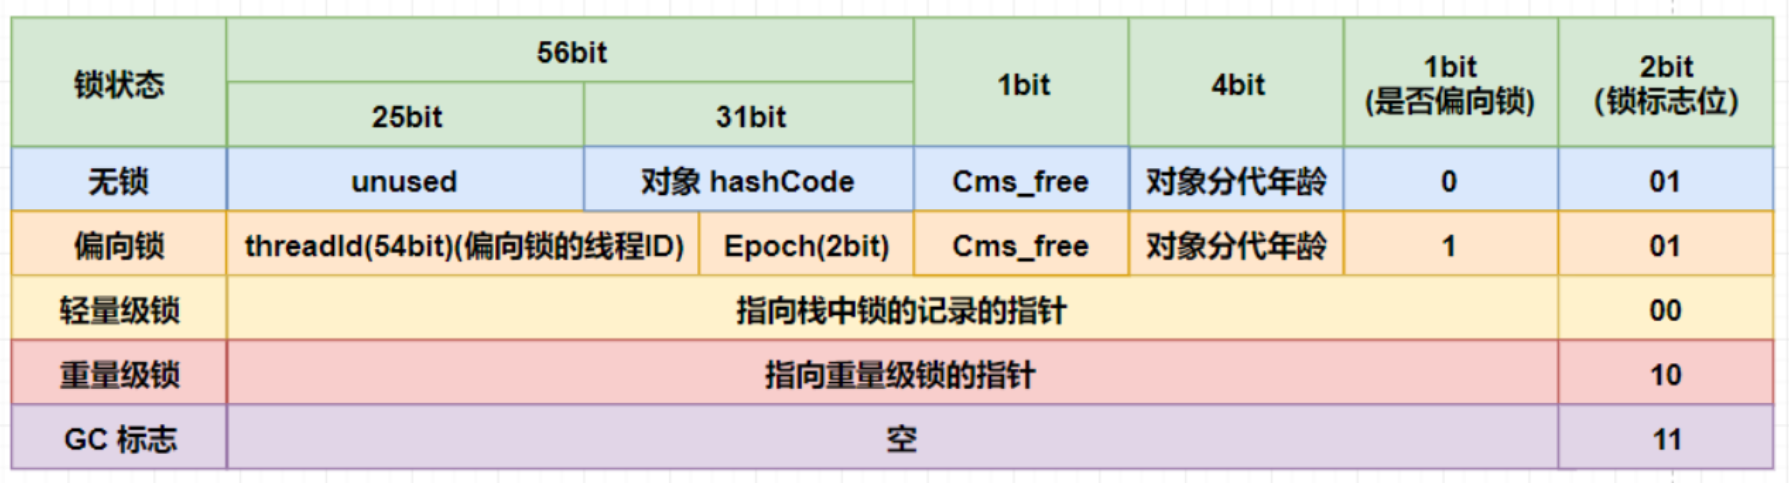 锁状态 56bit 1bit 4bit 1bit 2bit
(是否偏向锁) (锁标志位)
25bit 31bit
无锁 unused 对象 hashCode Cms_free 对象分代年龄 0 01
偏向锁 threadId(54bit)(偏向锁的线程ID) Epoch(2bit) Cms_free 对象分代年龄 1 01
轻量级锁 指向栈中锁的记录的指针 00
重量级锁 指向重量级锁的指针 10
GC 标志 空 11